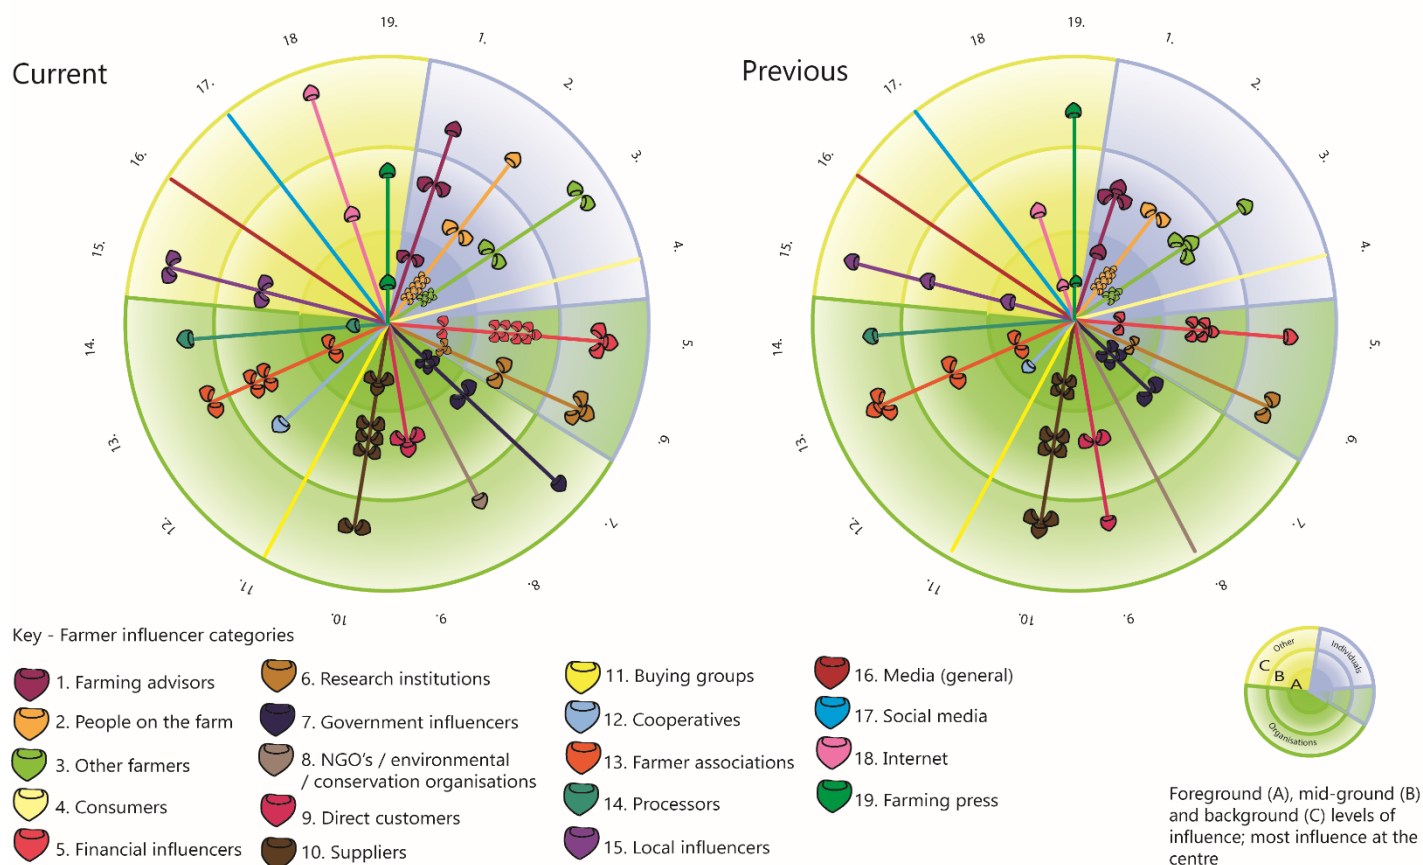 Current
19.
1.
2.
3.
4.
5.
6.
7.
8.
9.
10.
11.
12.
13.
14.
15.
16.
17.
18
Previous
19.
1.
2.
3.
4.
5.
6.
7.
8.
9.
10.
11.
12.
13.
14.
15.
16.
17.
18
Key - Farmer influencer categories
1. Farming advisors
2. People on the farm
3. Other farmers
4. Consumers
5. Financial influencers
6. Research institutions
7. Government influencers
8. NGO's / environmental
/ conservation organisations
9. Direct customers
10. Suppliers
11. Buying groups
12. Cooperatives
13. Farmer associations
14. Processors
15. Local influencers
16. Media (general)
17. Social media
18. Internet
19. Farming press
Other
Individuals
C
B
A
Organisations
Foreground (A), mid-ground (B)
and background (C) levels of
influence; most influence at the
centre